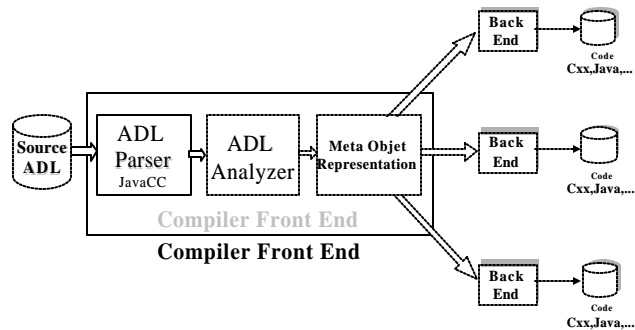 Back
End
Code
Cxx,Java,...
Source
ADL
ADL
Parser
JavaCC
ADL
Analyzer
Meta Objet
Representation
Back
End
Code
Cxx,Java,...
Compiler Front End
Compiler Front End
Back
End
Code
Cxx,Java,...